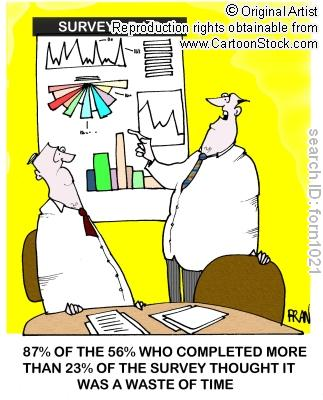 © Original Artist
Reproduction rights obtainable from
www.CartoonStock.com
SURVEY
search ID: forn1021
FRAN
87% OF THE 56% WHO COMPLETED MORE
THAN 23% OF THE SURVEY THOUGHT IT
WAS A WASTE OF TIME